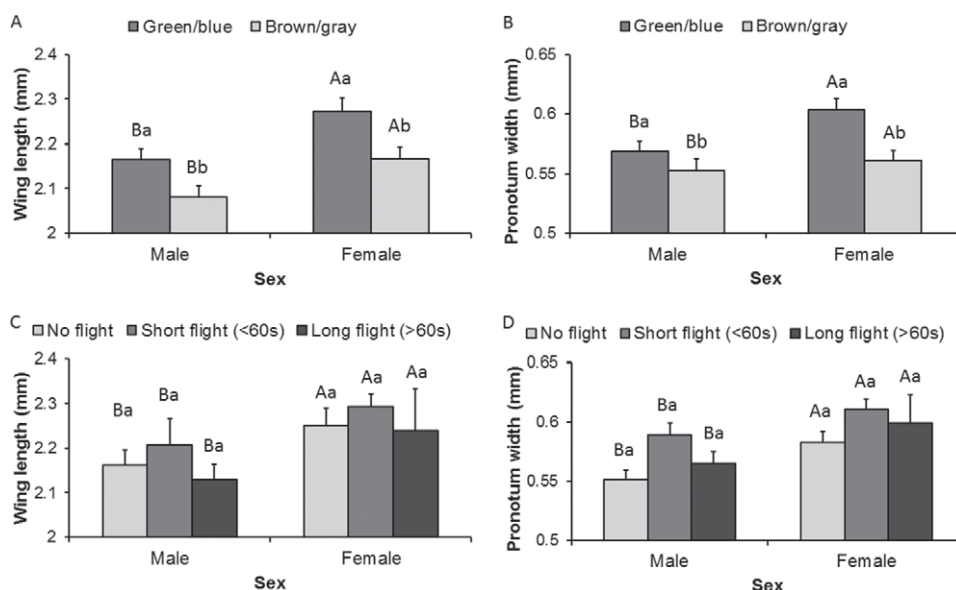 A
Green/blue Brown/gray
Wing length (mm)
2.4
2.3
2.2
2.1
2
Ba
Bb
Aa
Ab
Male Female
Sex
B
Green/blue Brown/gray
Pronotum width (mm)
0.65
0.6
0.55
0.5
Ba
Bb
Aa
Ab
Male Female
Sex
C
No flight Short flight (<60s) Long flight (>60s)
Wing length (mm)
2.4
2.3
2.2
2.1
2
Ba
Ba
Ba
Aa
Aa
Aa
Male Female
Sex
D
No flight Short flight (<60s) Long flight (>60s)
Pronotum width (mm)
0.65
0.6
0.55
0.5
Ba
Ba
Ba
Aa
Aa
Aa
Male Female
Sex